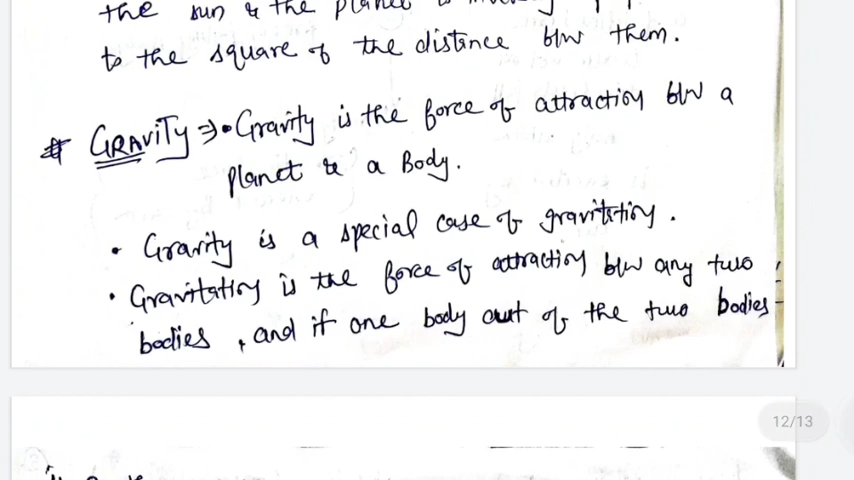 the sun & the planet is
to the square of the distance b/w them.
# GRAVITY ⇒ • Gravity is the force of attraction b/w a
planet & a Body.
• Gravity is a special case of gravitation.
• Gravitation is the force of attraction b/w any two
bodies, and if one body out of the two bodies
12/13